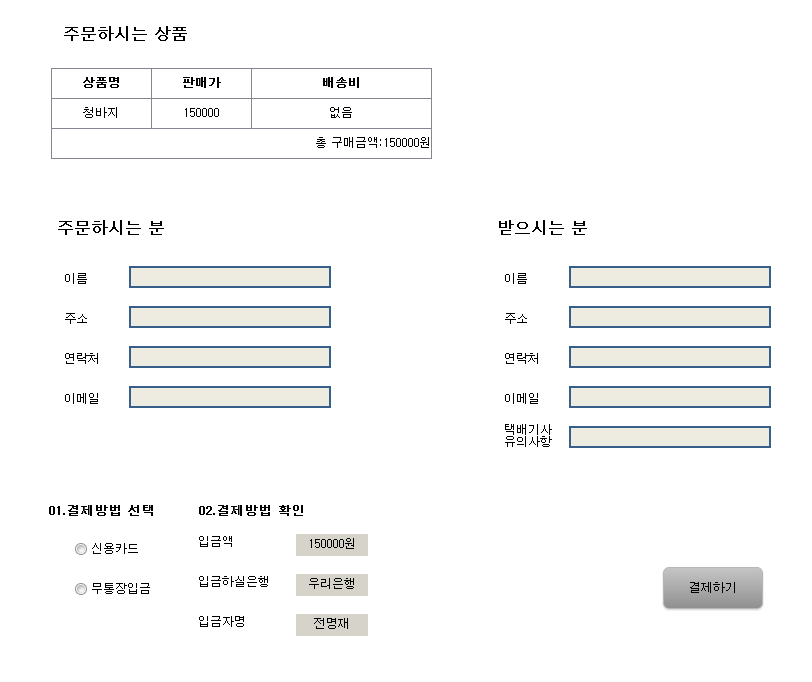 주문하시는 상품
상품명 판매가 배송비
청바지 150000 없음
총 구매금액:150000원
주문하시는 분
이름
주소
연락처
이메일
받으시는 분
이름
주소
연락처
이메일
택배기사
유의사항
01.결제방법 선택
신용카드
무통장입금
02.결제방법 확인
입금액 150000원
입금하실은행 우리은행
입금자명 전명재
결제하기